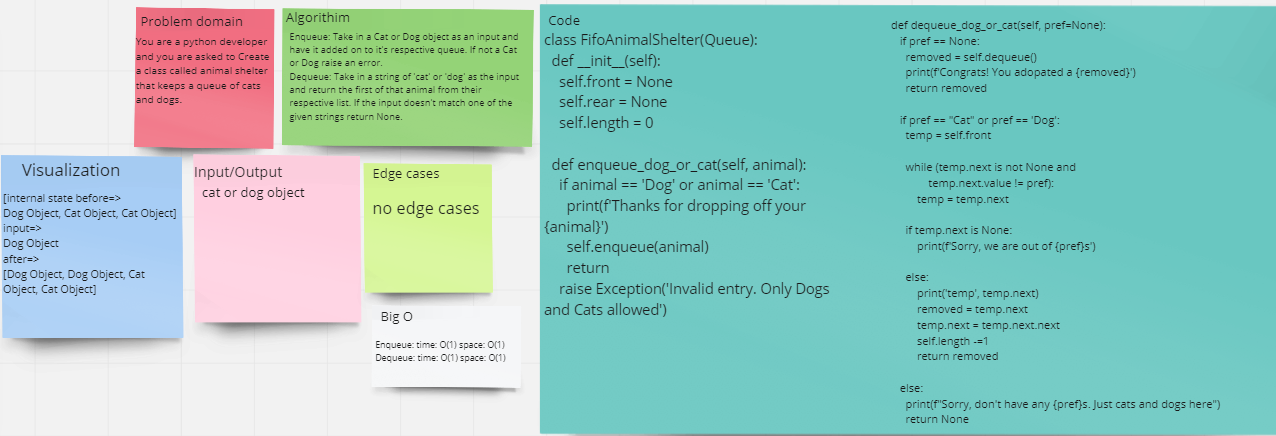 Problem domain
You are a python developer
and you are asked to Create
a class called animal shelter
that keeps a queue of cats
and dogs.
Algorithim
Enqueue: Take in a Cat or Dog object as an input and
have it added on to it's respective queue. If not a Cat
or Dog raise an error.
Dequeue: Take in a string of 'cat' or 'dog' as the input
and return the first of that animal from their
respective list. If the input doesn't match one of the
given strings return None.
Visualization
[internal state before=>
Dog Object, Cat Object, Cat Object]
input=>
Dog Object
after=>
[Dog Object, Dog Object, Cat
Object, Cat Object]
Input/Output
cat or dog object
Edge cases
no edge cases
Big O
Enqueue: time: O(1) space: O(1)
Dequeue: time: O(1) space: O(1)
Code
class FifoAnimalShelter(Queue):
def __init__(self):
self.front = None
self.rear = None
self.length = 0
def enqueue_dog_or_cat(self, animal):
if animal == 'Dog' or animal == 'Cat':
print(f'Thanks for dropping off your
{animal}')
self.enqueue(animal)
return
raise Exception('Invalid entry. Only Dogs
and Cats allowed')
def dequeue_dog_or_cat(self, pref=None):
if pref == None:
removed = self.dequeue()
print(f'Congrats! You adopated a {removed}')
return removed
if pref == "Cat" or pref == 'Dog':
temp = self.front
while (temp.next is not None and
temp.next.value != pref):
temp = temp.next
if temp.next is None:
print(f'Sorry, we are out of {pref}s')
else:
print('temp', temp.next)
removed = temp.next
temp.next = temp.next.next
self.length -=1
return removed
else:
print(f"Sorry, don't have any {pref}s. Just cats and dogs here")
return None